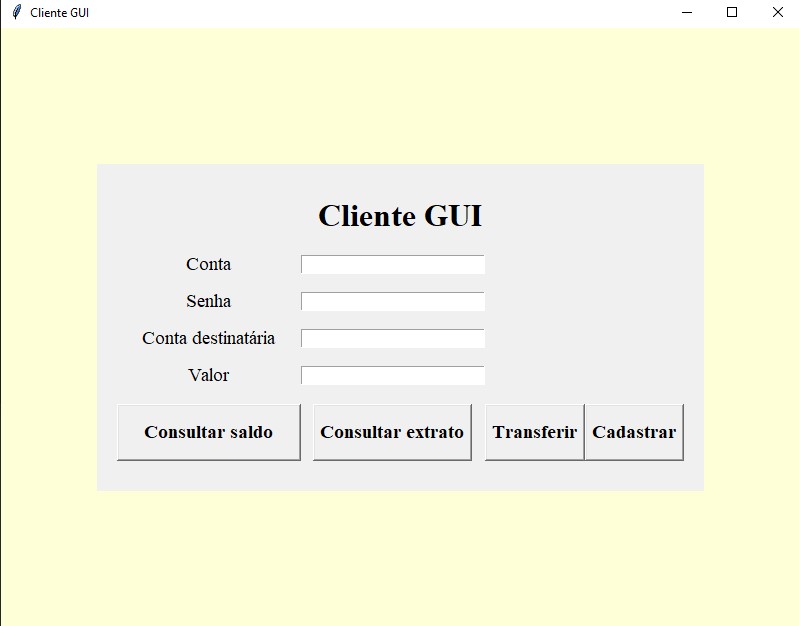 Cliente GUI
Cliente GUI
Conta
Senha
Conta destinatária
Valor
Consultar saldo Consultar extrato Transferir Cadastrar